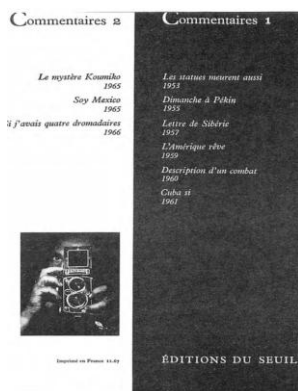 Commentaires 2
Le mystère Koumiko
1965
Soy Mexico
1965
i j'avais quatre dromadaires
1966
Imprimé en France 11.67
Commentaires 1
Les statues meurent aussi
1953
Dimanche à Pékin
1955
Lettre de Sibérie
1957
L'Amérique rêve
1959
Description d'un combat
1960
Cuba si
1961
ÉDITIONS DU SEUIL